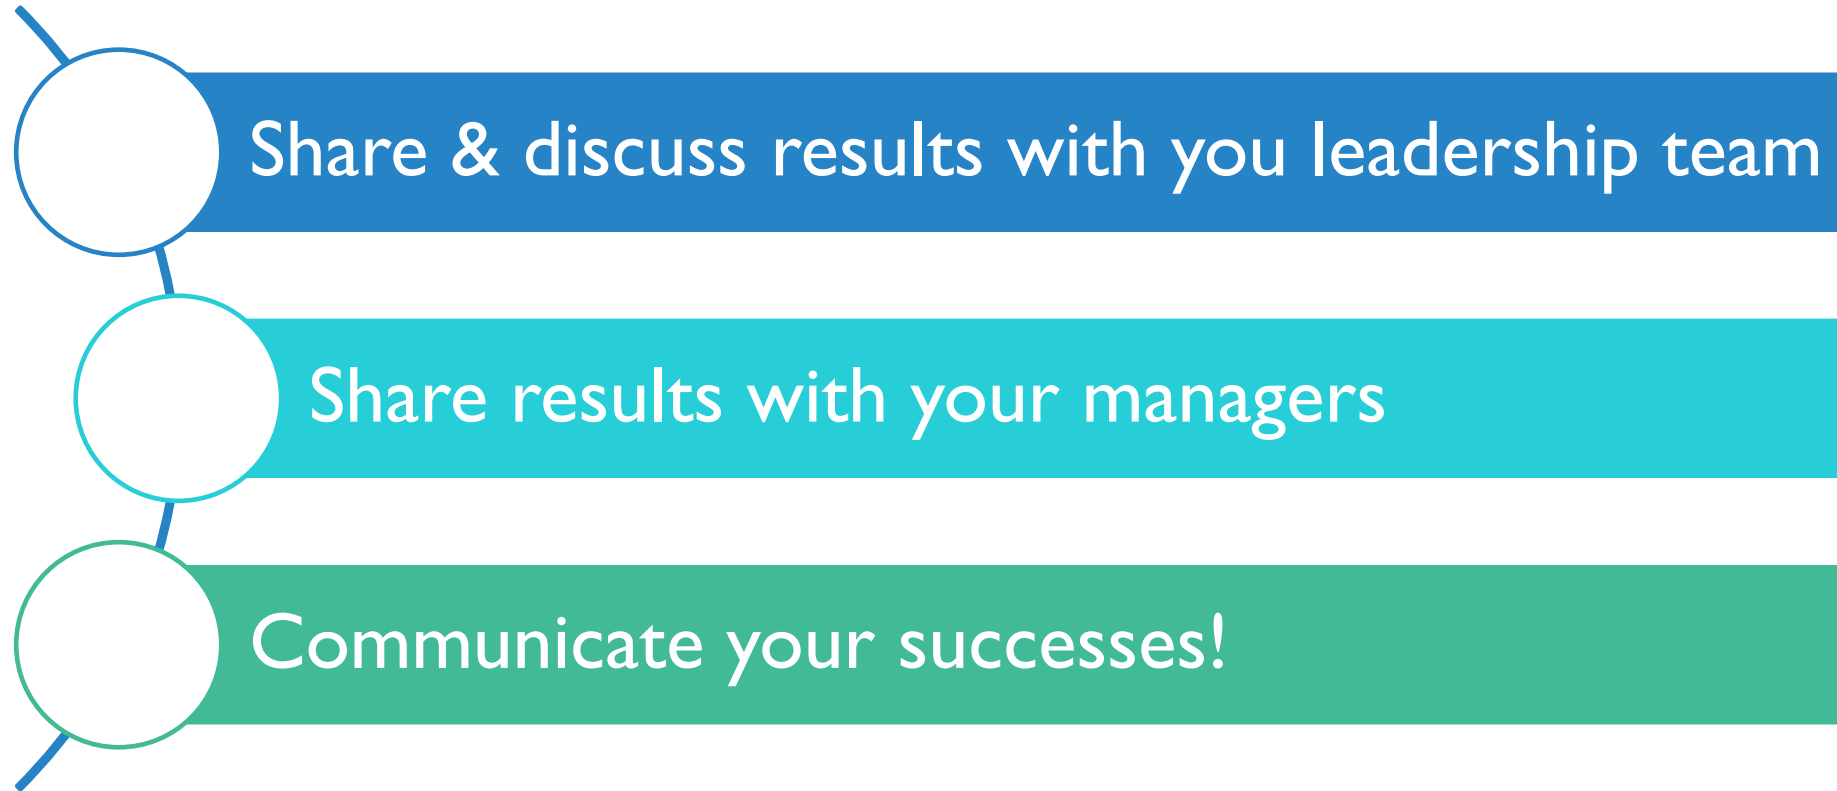 Share & discuss results with you leadership team
Share results with your managers
Communicate your successes!